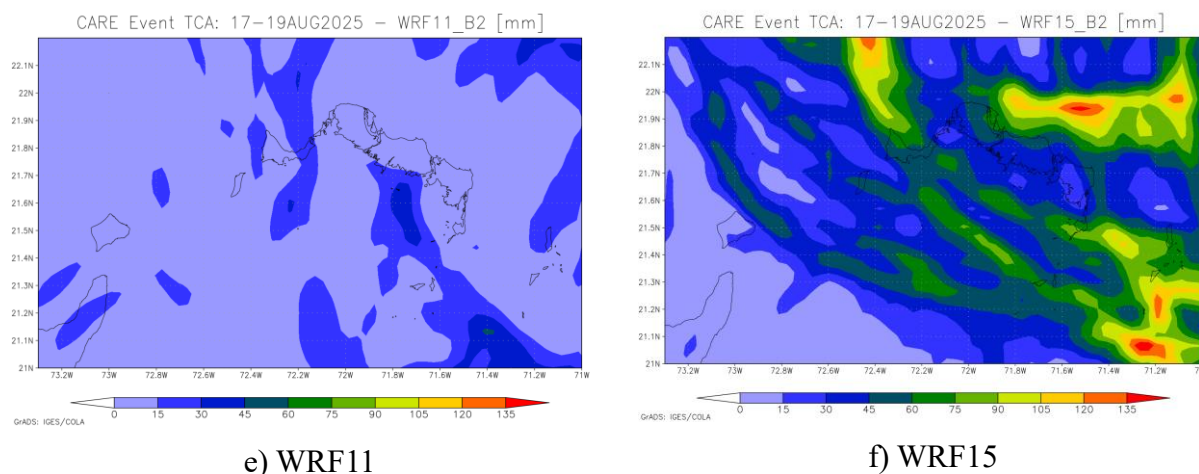 CARE Event TCA: 17-19AUG2025 - WRF11_B2 [mm]
22.1N
22N
21.9N
21.8N
21.7N
21.6N
21.5N
21.4N
21.3N
21.2N
21.1N
21N
73.2W 73W 72.8W 72.6W 72.4W 72.2W 72W 71.8W 71.6W 71.4W 71.2W 71W
0 15 30 45 60 75 90 105 120 135
GrADS: IGES/COLA
e) WRF11
CARE Event TCA: 17-19AUG2025 - WRF15_B2 [mm]
22.1N
22N
21.9N
21.8N
21.7N
21.6N
21.5N
21.4N
21.3N
21.2N
21.1N
21N
73.2W 73W 72.8W 72.6W 72.4W 72.2W 72W 71.8W 71.6W 71.4W 71.2W 7
0 15 30 45 60 75 90 105 120 135
GrADS: IGES/COLA
f) WRF15